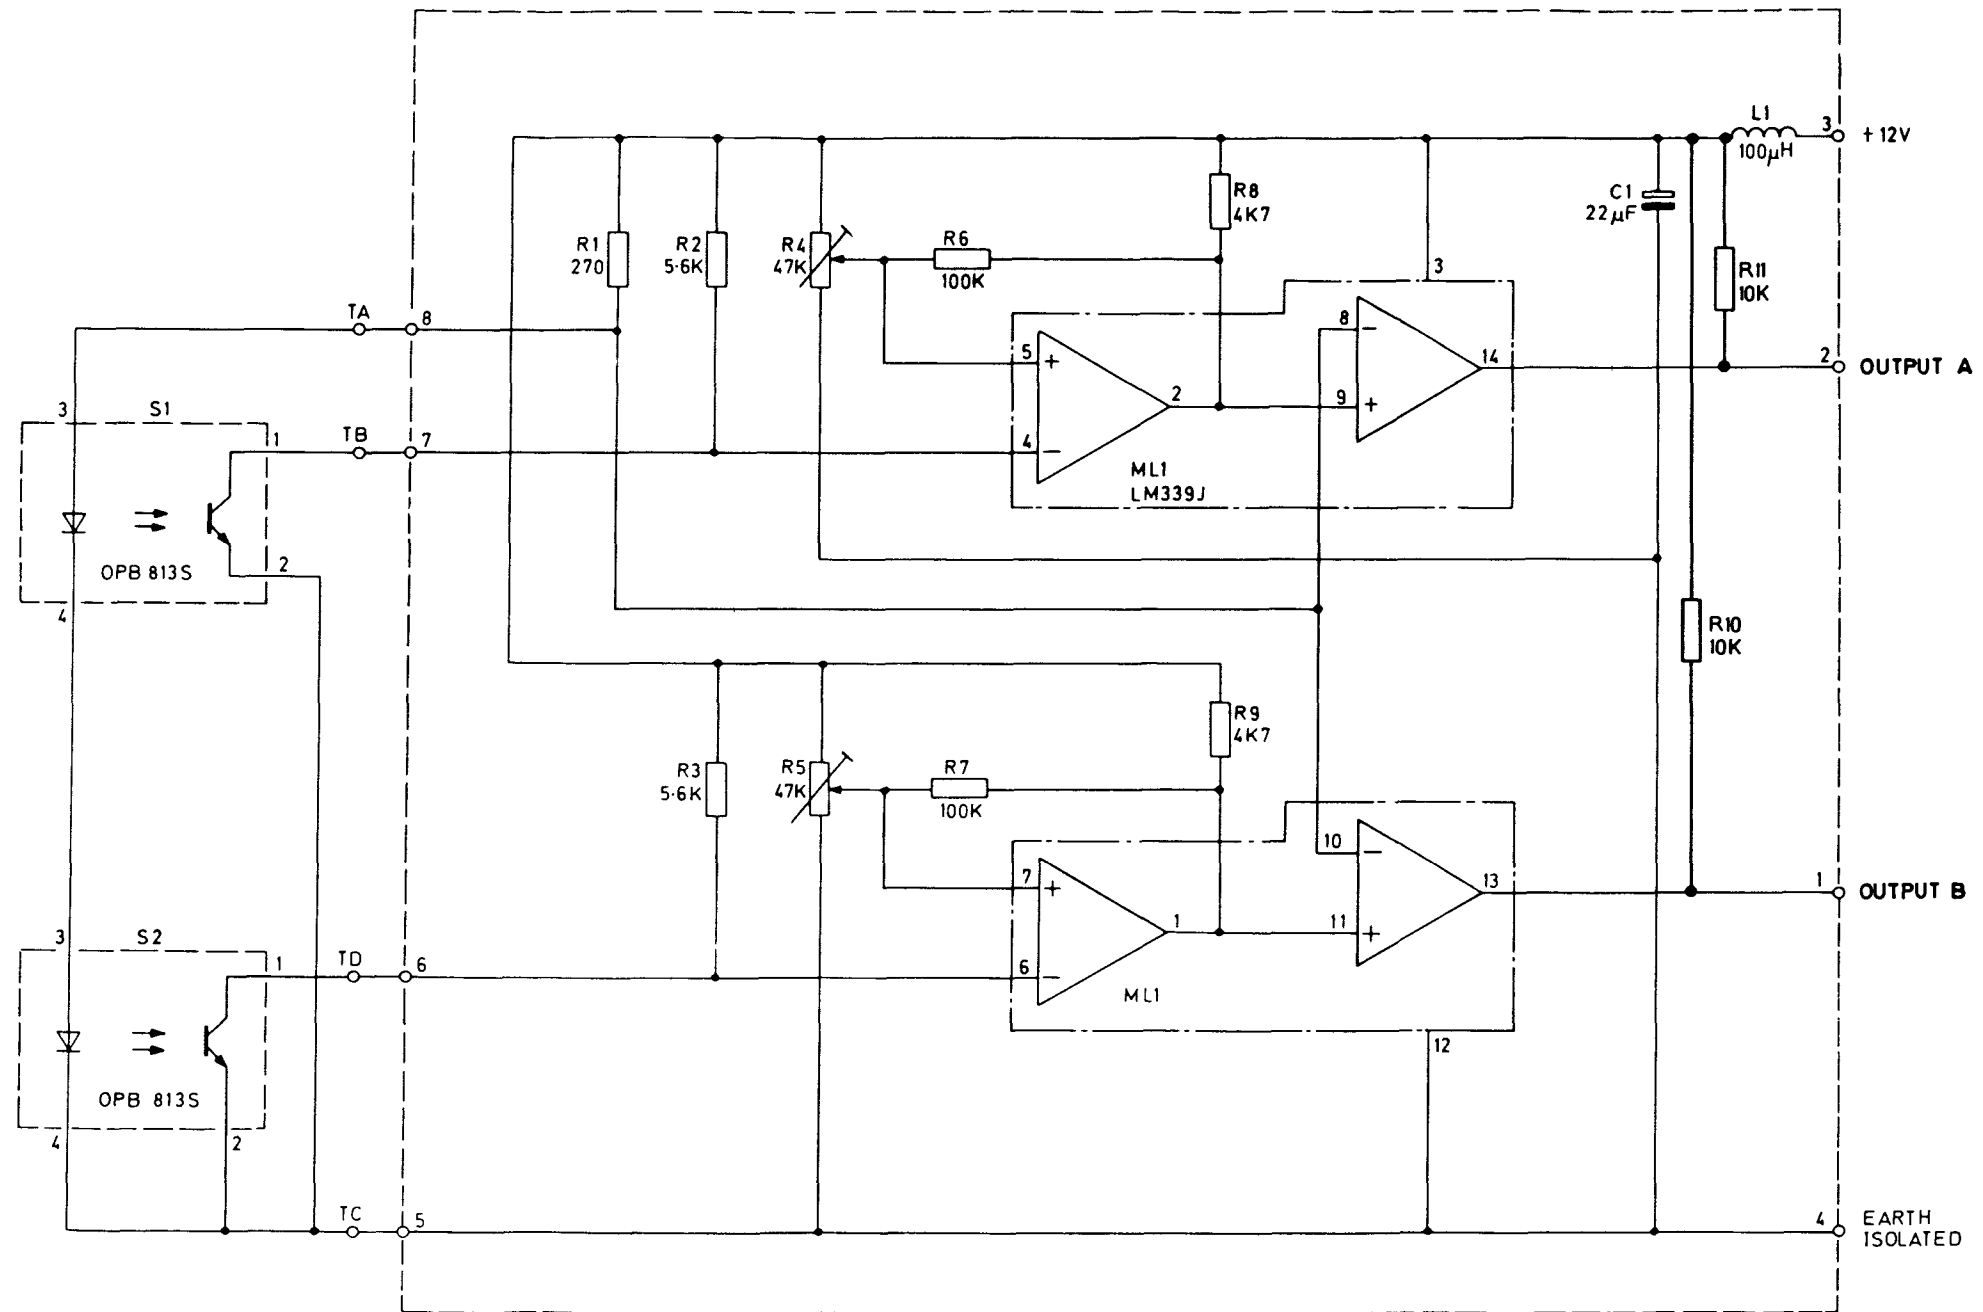 L1
100µH
3
+12V
R8
4K7
C1
22µF
R1
270
R2
5·6K
R4
47K
R6
100K
3
R11
10K
TA
8
8
−
5
+
2
14
2
OUTPUT A
9
+
3
S1
1
TB
7
4
−
ML1
LM339J
OPB 813S
2
4
R10
10K
R9
4K7
R3
5·6K
R5
47K
R7
100K
10
−
7
+
1
13
1
OUTPUT B
11
+
3
S2
1
TD
6
6
−
ML1
12
OPB 813S
4
2
TC
5
4
EARTH
ISOLATED